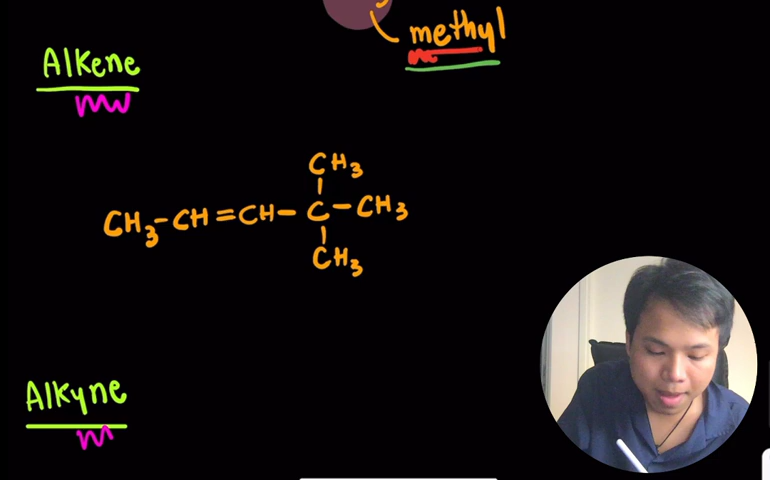 methyl
Alkene
CH3
CH3-CH=CH-C-CH3
CH3
Alkyne